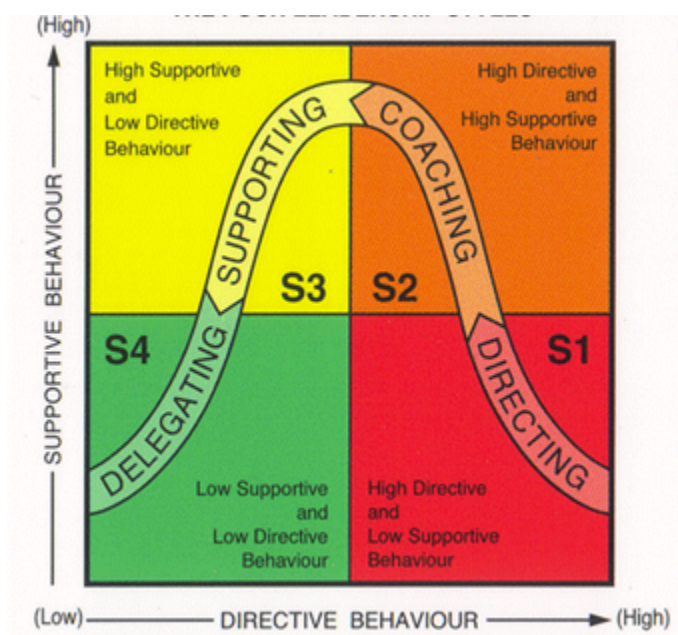 (High)
High Supportive
and
Low Directive
Behaviour
High Directive
and
High Supportive
Behaviour
SUPPORTING
COACHING
SUPPORTIVE BEHAVIOUR
S3
S2
S4
S1
DELEGATING
DIRECTING
Low Supportive
and
Low Directive
Behaviour
High Directive
and
Low Supportive
Behaviour
(Low)
DIRECTIVE BEHAVIOUR
(High)